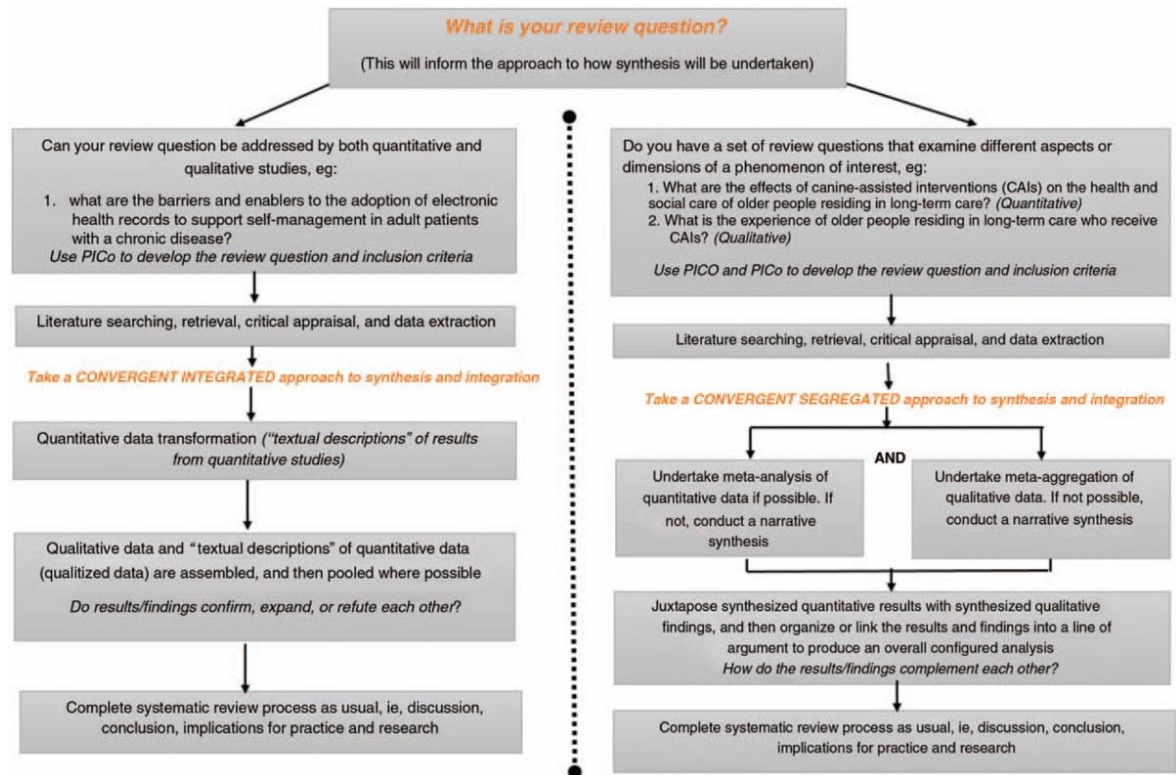 What is your review question?
(This will inform the approach to how synthesis will be undertaken)
Can your review question be addressed by both quantitative and
qualitative studies, eg:
1. what are the barriers and enablers to the adoption of electronic
health records to support self-management in adult patients
with a chronic disease?
Use PICo to develop the review question and inclusion criteria
Literature searching, retrieval, critical appraisal, and data extraction
Take a CONVERGENT INTEGRATED approach to synthesis and integration
Quantitative data transformation (“textual descriptions” of results
from quantitative studies)
Qualitative data and “textual descriptions” of quantitative data
(qualitized data) are assembled, and then pooled where possible
Do results/findings confirm, expand, or refute each other?
Complete systematic review process as usual, ie, discussion,
conclusion, implications for practice and research
Do you have a set of review questions that examine different aspects or
dimensions of a phenomenon of interest, eg:
1. What are the effects of canine-assisted interventions (CAIs) on the health and
social care of older people residing in long-term care? (Quantitative)
2. What is the experience of older people residing in long-term care who receive
CAIs? (Qualitative)
Use PICO and PICo to develop the review question and inclusion criteria
Literature searching, retrieval, critical appraisal, and data extraction
Take a CONVERGENT SEGREGATED approach to synthesis and integration
Undertake meta-analysis of
quantitative data if possible. If
not, conduct a narrative
synthesis
AND
Undertake meta-aggregation of
qualitative data. If not possible,
conduct a narrative synthesis
Juxtapose synthesized quantitative results with synthesized qualitative
findings, and then organize or link the results and findings into a line of
argument to produce an overall configured analysis
How do the results/findings complement each other?
Complete systematic review process as usual, ie, discussion, conclusion,
implications for practice and research